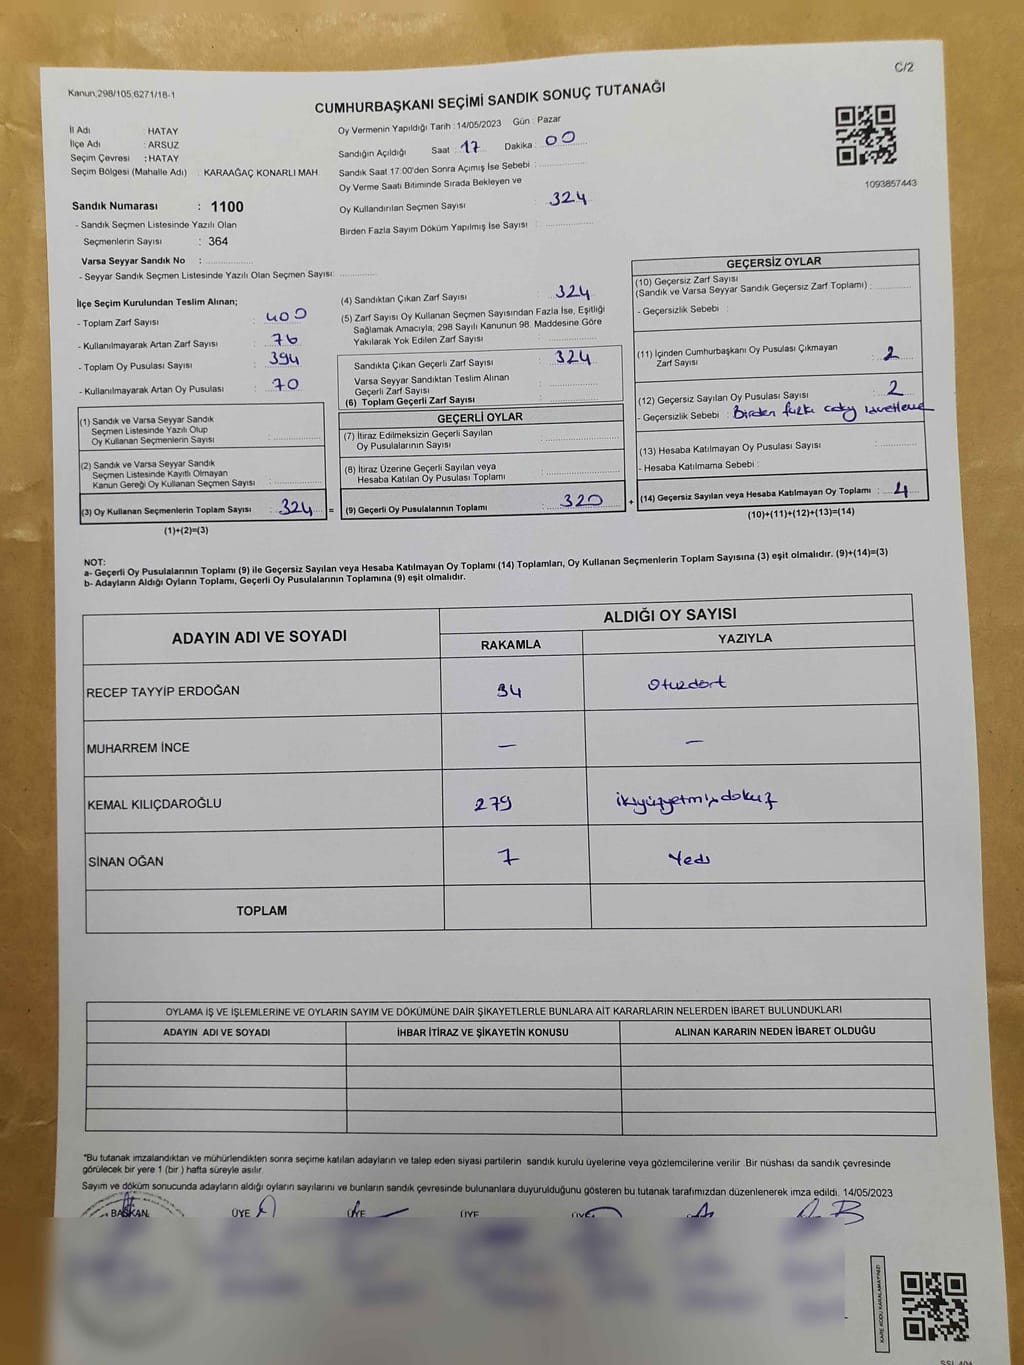 C/2
Kanun,298/105,6271/18-1
CUMHURBAŞKANI SEÇİMİ SANDIK SONUÇ TUTANAĞI
İl Adı : HATAY
İlçe Adı : ARSUZ
Seçim Çevresi : HATAY
Seçim Bölgesi (Mahalle Adı) : KARAAĞAÇ KONARLI MAH.
Oy Vermenin Yapıldığı Tarih : 14/05/2023 Gün : Pazar
Sandığın Açıldığı Saat : 17 Dakika : 00
Sandık Saat 17:00'den Sonra Açımış İse Sebebi :
Oy Verme Saati Bitiminde Sırada Bekleyen ve
Oy Kullandırılan Seçmen Sayısı : 324
Birden Fazla Sayım Döküm Yapılmış İse Sayısı :
1093857443
Sandık Numarası : 1100
- Sandık Seçmen Listesinde Yazılı Olan
Seçmenlerin Sayısı : 364
Varsa Seyyar Sandık No :
- Seyyar Sandık Seçmen Listesinde Yazılı Olan Seçmen Sayısı:
İlçe Seçim Kurulundan Teslim Alınan;
- Toplam Zarf Sayısı : 400
- Kullanılmayarak Artan Zarf Sayısı : 76
- Toplam Oy Pusulası Sayısı : 394
- Kullanılmayarak Artan Oy Pusulası : 70
(1) Sandık ve Varsa Seyyar Sandık
Seçmen Listesinde Yazılı Olup
Oy Kullanan Seçmenlerin Sayısı :
(2) Sandık ve Varsa Seyyar Sandık
Seçmen Listesinde Kayıtlı Olmayan
Kanun Gereği Oy Kullanan Seçmen Sayısı :
(3) Oy Kullanan Seçmenlerin Toplam Sayısı : 324 =
(1)+(2)=(3)
(4) Sandıktan Çıkan Zarf Sayısı : 324
(5) Zarf Sayısı Oy Kullanan Seçmen Sayısından Fazla İse, Eşitliği
Sağlamak Amacıyla; 298 Sayılı Kanunun 98. Maddesine Göre
Yakılarak Yok Edilen Zarf Sayısı :
Sandıkta Çıkan Geçerli Zarf Sayısı : 324
Varsa Seyyar Sandıktan Teslim Alınan
Geçerli Zarf Sayısı :
(6) Toplam Geçerli Zarf Sayısı :
GEÇERLİ OYLAR
(7) İtiraz Edilmeksizin Geçerli Sayılan
Oy Pusulalarının Sayısı :
(8) İtiraz Üzerine Geçerli Sayılan veya
Hesaba Katılan Oy Pusulası Toplamı :
(9) Geçerli Oy Pusulalarının Toplamı : 320 +
GEÇERSİZ OYLAR
(10) Geçersiz Zarf Sayısı
(Sandık ve Varsa Seyyar Sandık Geçersiz Zarf Toplamı) :
- Geçersizlik Sebebi :
(11) İçinden Cumhurbaşkanı Oy Pusulası Çıkmayan
Zarf Sayısı : 2
(12) Geçersiz Sayılan Oy Pusulası Sayısı : 2
- Geçersizlik Sebebi : Birden fazla
(13) Hesaba Katılmayan Oy Pusulası Sayısı :
- Hesaba Katılmama Sebebi :
(14) Geçersiz Sayılan veya Hesaba Katılmayan Oy Toplamı : 4
(10)+(11)+(12)+(13)=(14)
NOT:
a- Geçerli Oy Pusulalarının Toplamı (9) ile Geçersiz Sayılan veya Hesaba Katılmayan Oy Toplamı (14) Toplamları, Oy Kullanan Seçmenlerin Toplam Sayısına (3) eşit olmalıdır. (9)+(14)=(3)
b- Adayların Aldığı Oyların Toplamı, Geçerli Oy Pusulalarının Toplamına (9) eşit olmalıdır.
ADAYIN ADI VE SOYADI
ALDIĞI OY SAYISI
RAKAMLA YAZIYLA
RECEP TAYYİP ERDOĞAN 34 Otuzdört
MUHARREM İNCE — —
KEMAL KILIÇDAROĞLU 279 ikiyüzyetmişdokuz
SİNAN OĞAN 7 Yedi
TOPLAM
OYLAMA İŞ VE İŞLEMLERİNE VE OYLARIN SAYIM VE DÖKÜMÜNE DAİR ŞİKAYETLERLE BUNLARA AİT KARARLARIN NELERDEN İBARET BULUNDUKLARI
ADAYIN ADI VE SOYADI İHBAR İTİRAZ VE ŞİKAYETİN KONUSU ALINAN KARARIN NEDEN İBARET OLDUĞU
*Bu tutanak imzalandıktan ve mühürlendikten sonra seçime katılan adayların ve talep eden siyasi partilerin sandık kurulu üyelerine veya gözlemcilerine verilir .Bir nüshası da sandık çevresinde
görülecek bir yere 1 (bir ) hafta süreyle asılır.
Sayım ve döküm sonucunda adayların aldığı oyların sayılarını ve bunların sandık çevresinde bulunanlara duyurulduğunu gösteren bu tutanak tarafımızdan düzenlenerek imza edildi. 14/05/2023
BAŞKAN ÜYE ÜYE ÜYE ÜYE
KARE KODU KARALAMAYINIZ!